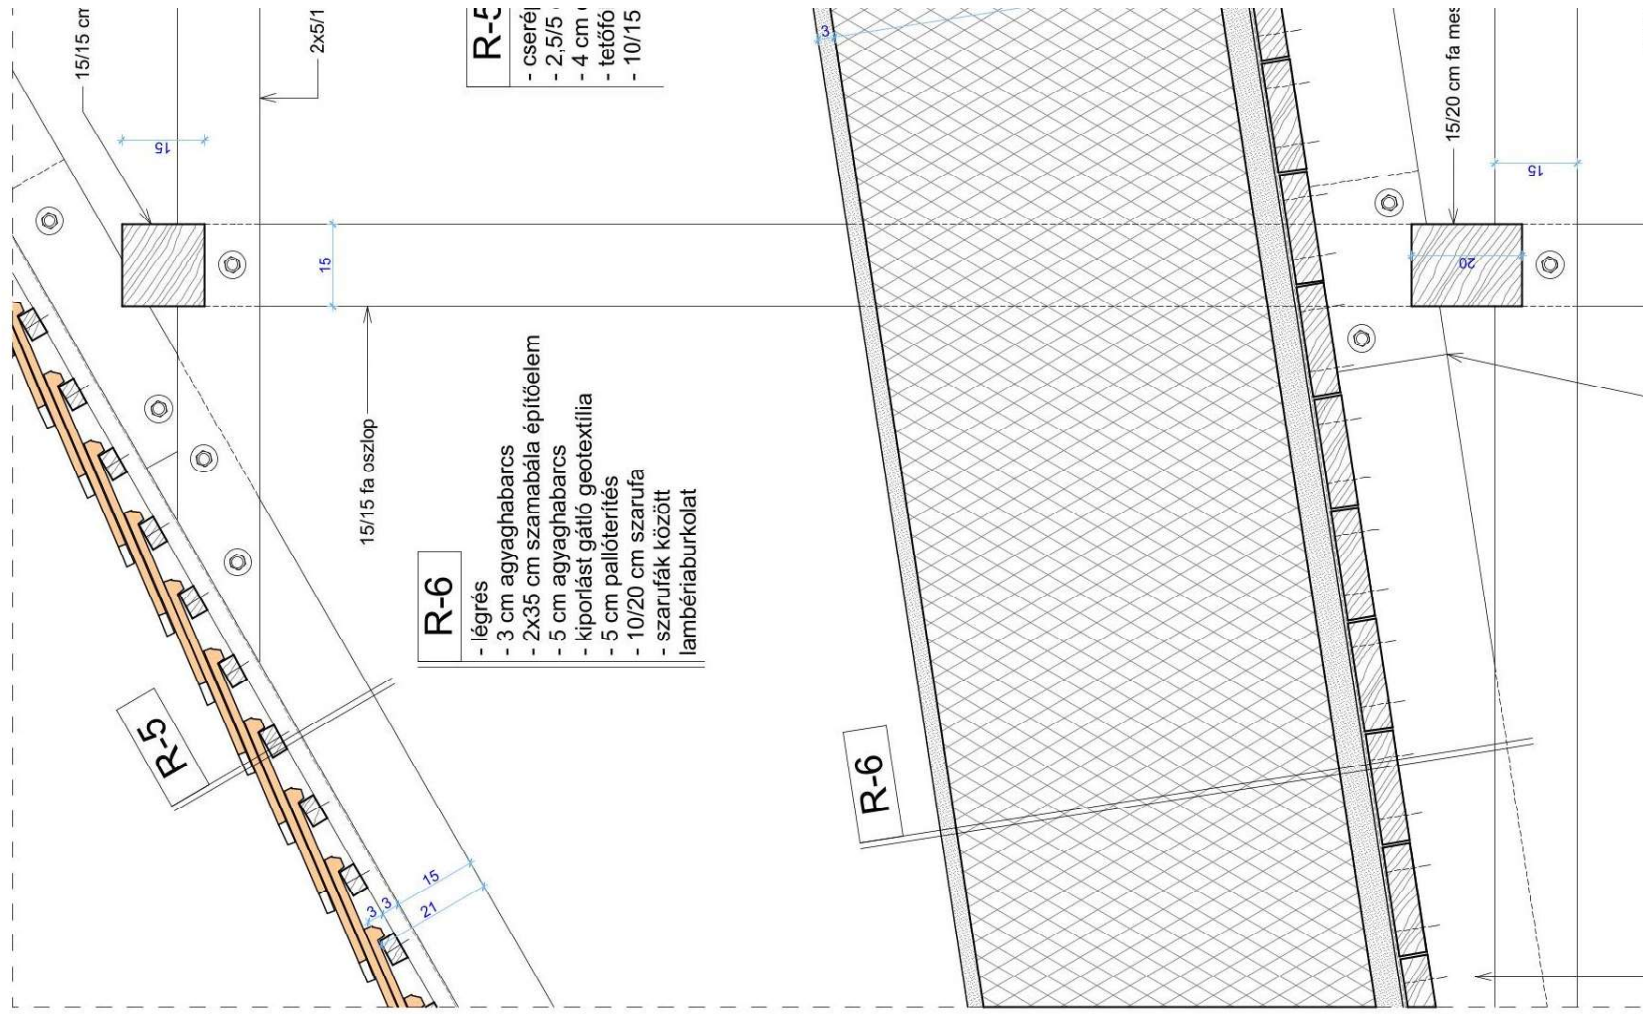 15/15 cm
2x5/1
R-5
- cserép
- 2,5/5
- 4 cm
- tetőfó
- 10/15
3
15/20 cm fa mes
15
15
15
20
15/15 fa oszlop
R-6
- légrés
- 3 cm agyaghabarcs
- 2x35 cm szamabála építőelem
- 5 cm agyaghabarcs
- kiporlást gátló geotextília
- 5 cm pallóterítés
- 10/20 cm szarufa
- szarufák között
lambériaburkolat
R-5
R-6
3
3
15
21